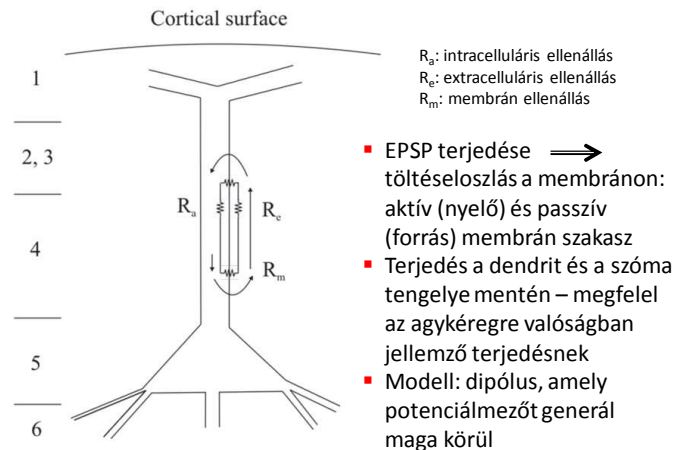 Cortical surface
1
2, 3
4
5
6
Rₐ
Rₑ
Rₘ
Rₐ: intracelluláris ellenállás
Rₑ: extracelluláris ellenállás
Rₘ: membrán ellenállás
▪ EPSP terjedése ⟹
töltéseloszlás a membránon:
aktív (nyelő) és passzív
(forrás) membrán szakasz
▪ Terjedés a dendrit és a szóma
tengelye mentén – megfelel
az agykéregre valóságban
jellemző terjedésnek
▪ Modell: dipólus, amely
potenciálmezőt generál
maga körül